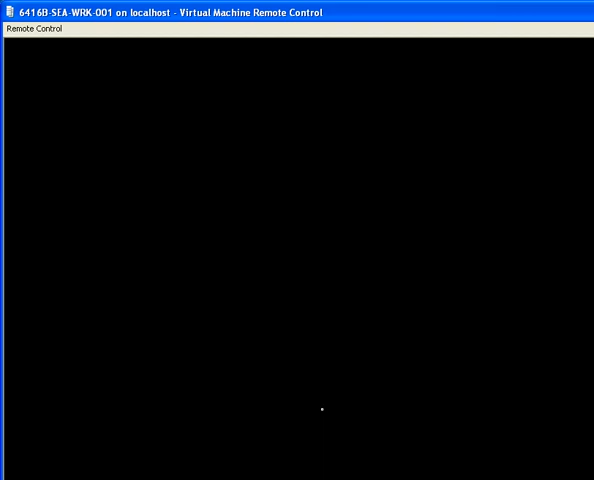 6416B-SEA-WRK-001 on localhost - Virtual Machine Remote Control
Remote Control